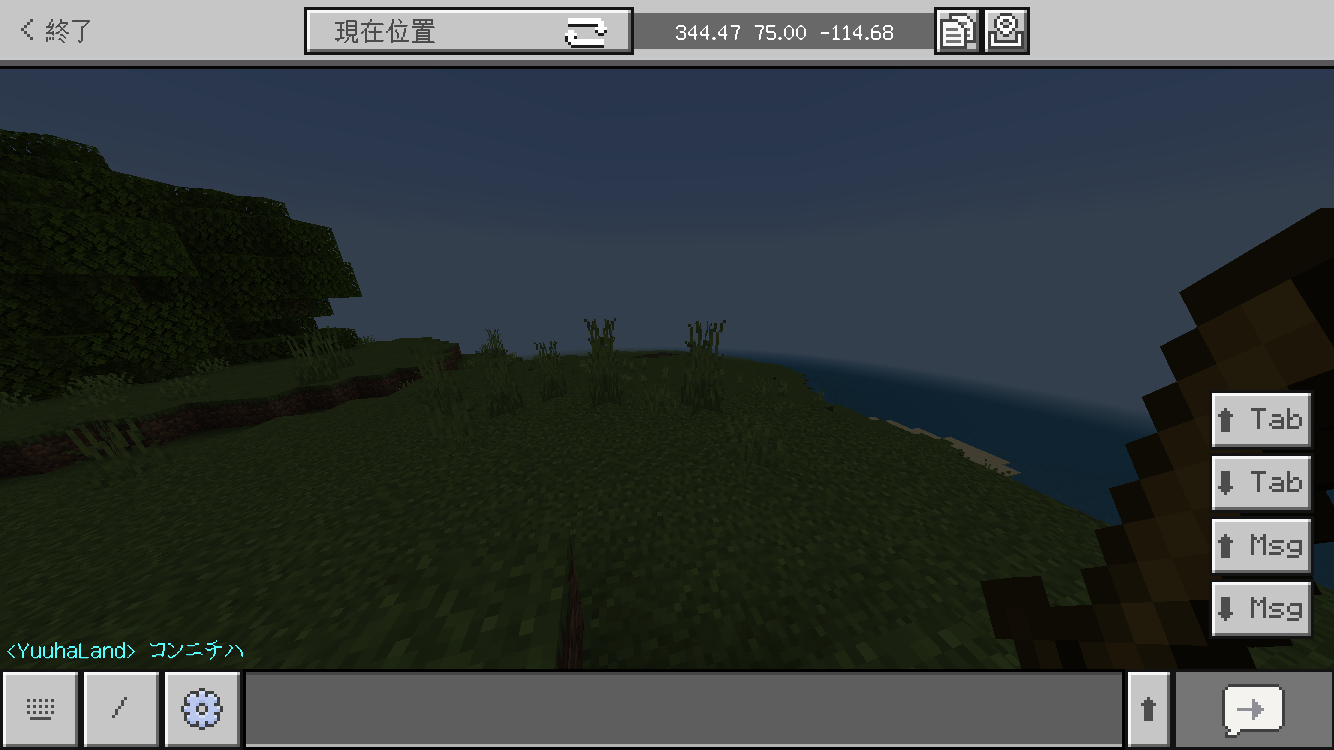 終了
現在位置
344.47 75.00 -114.68
Tab
Tab
Msg
Msg
<YuuhaLand> コンニチハ
/